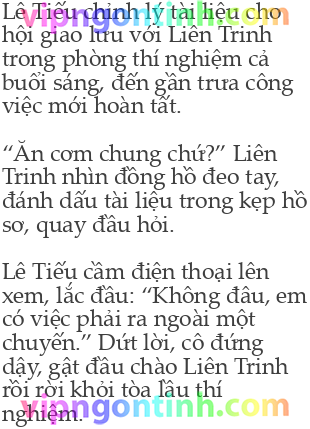 Lê Tiếu chỉnh lý tài liệu cho
vipngontinh.com
hội giao lưu với Liên Trinh
trong phòng thí nghiệm cả
buổi sáng, đến gần trưa công
việc mới hoàn tất.
“Ăn cơm chung chứ?” Liên
Trinh nhìn đồng hồ đeo tay,
đánh dấu tài liệu trong kẹp hồ
sơ, quay đầu hỏi.
Lê Tiếu cầm điện thoại lên
xem, lắc đầu: “Không đâu, em
có việc phải ra ngoài một
chuyến.” Dứt lời, cô đứng
dậy, gật đầu chào Liên Trinh
rồi rời khỏi tòa lầu thí
nghiệm.
vipngontinh.com